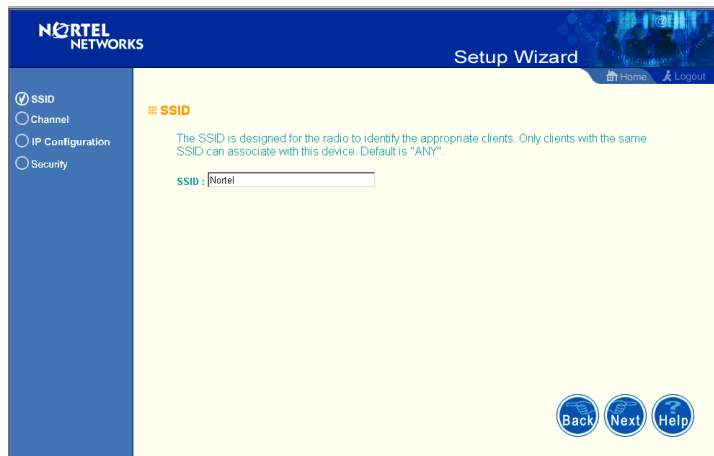 NORTEL
NETWORKS
Setup Wizard
@
Home
Logout
SSID
Channel
IP Configuration
Security
SSID
The SSID is designed for the radio to identify the appropriate clients. Only clients with the same
SSID can associate with this device. Default is "ANY".
SSID : Nortel
Back
Next
?
Help